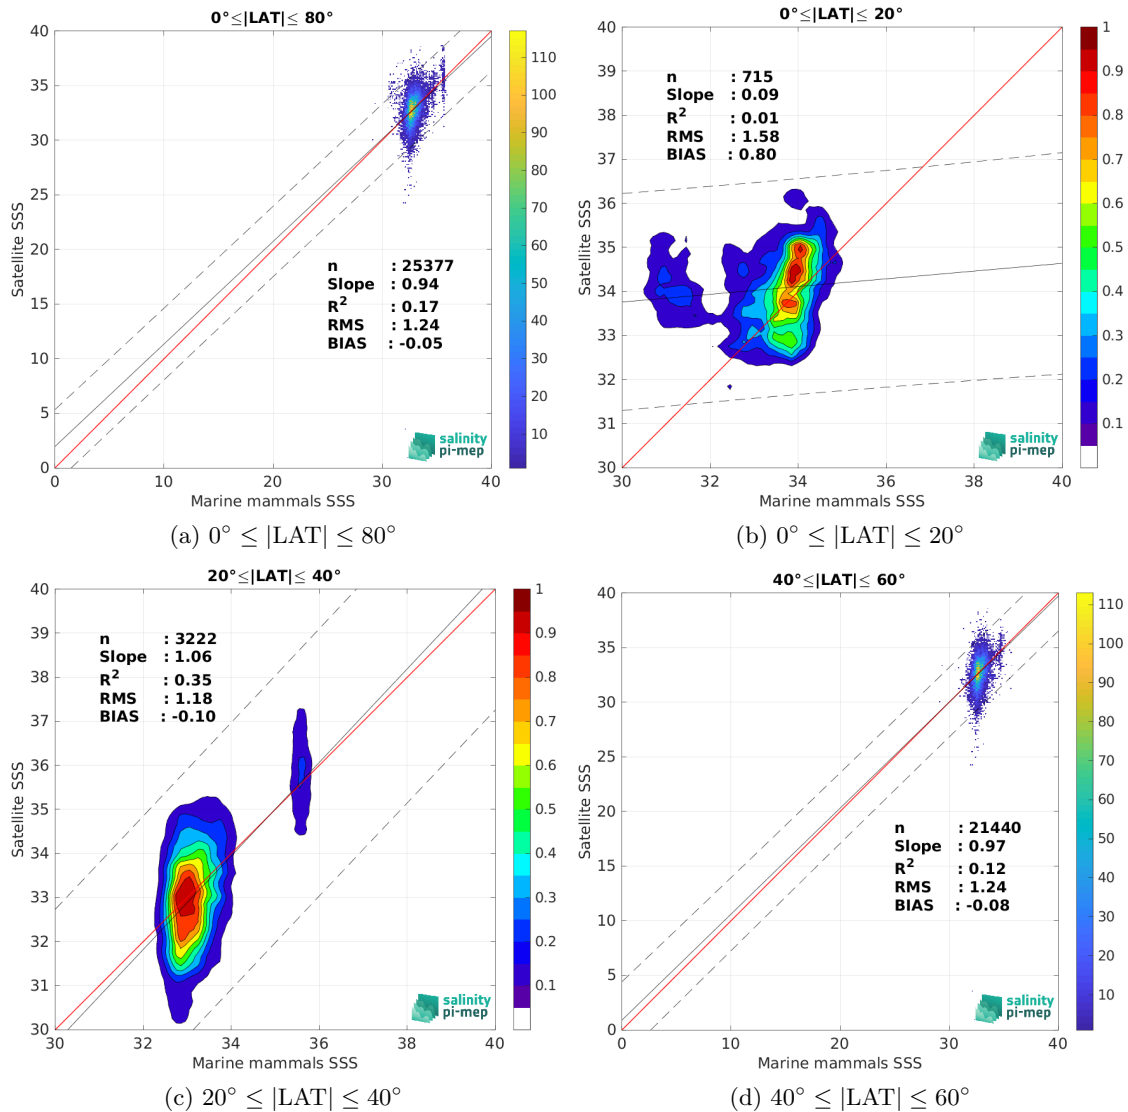 0°≤|LAT|≤ 80°
40
35
30
25
20
15
10
5
0
0
10
20
30
40
Satellite SSS
Marine mammals SSS
n : 25377
Slope : 0.94
R² : 0.17
RMS : 1.24
BIAS : -0.05
salinity
pi-mep
110
100
90
80
70
60
50
40
30
20
10
(a) 0° ≤ |LAT| ≤ 80°
0°≤|LAT|≤ 20°
40
39
38
37
36
35
34
33
32
31
30
30
32
34
36
38
40
Satellite SSS
Marine mammals SSS
n : 715
Slope : 0.09
R² : 0.01
RMS : 1.58
BIAS : 0.80
salinity
pi-mep
1
0.9
0.8
0.7
0.6
0.5
0.4
0.3
0.2
0.1
(b) 0° ≤ |LAT| ≤ 20°
20°≤|LAT|≤ 40°
40
39
38
37
36
35
34
33
32
31
30
30
32
34
36
38
40
Satellite SSS
Marine mammals SSS
n : 3222
Slope : 1.06
R² : 0.35
RMS : 1.18
BIAS : -0.10
salinity
pi-mep
1
0.9
0.8
0.7
0.6
0.5
0.4
0.3
0.2
0.1
(c) 20° ≤ |LAT| ≤ 40°
40°≤|LAT|≤ 60°
40
35
30
25
20
15
10
5
0
0
10
20
30
40
Satellite SSS
Marine mammals SSS
n : 21440
Slope : 0.97
R² : 0.12
RMS : 1.24
BIAS : -0.08
salinity
pi-mep
110
100
90
80
70
60
50
40
30
20
10
(d) 40° ≤ |LAT| ≤ 60°